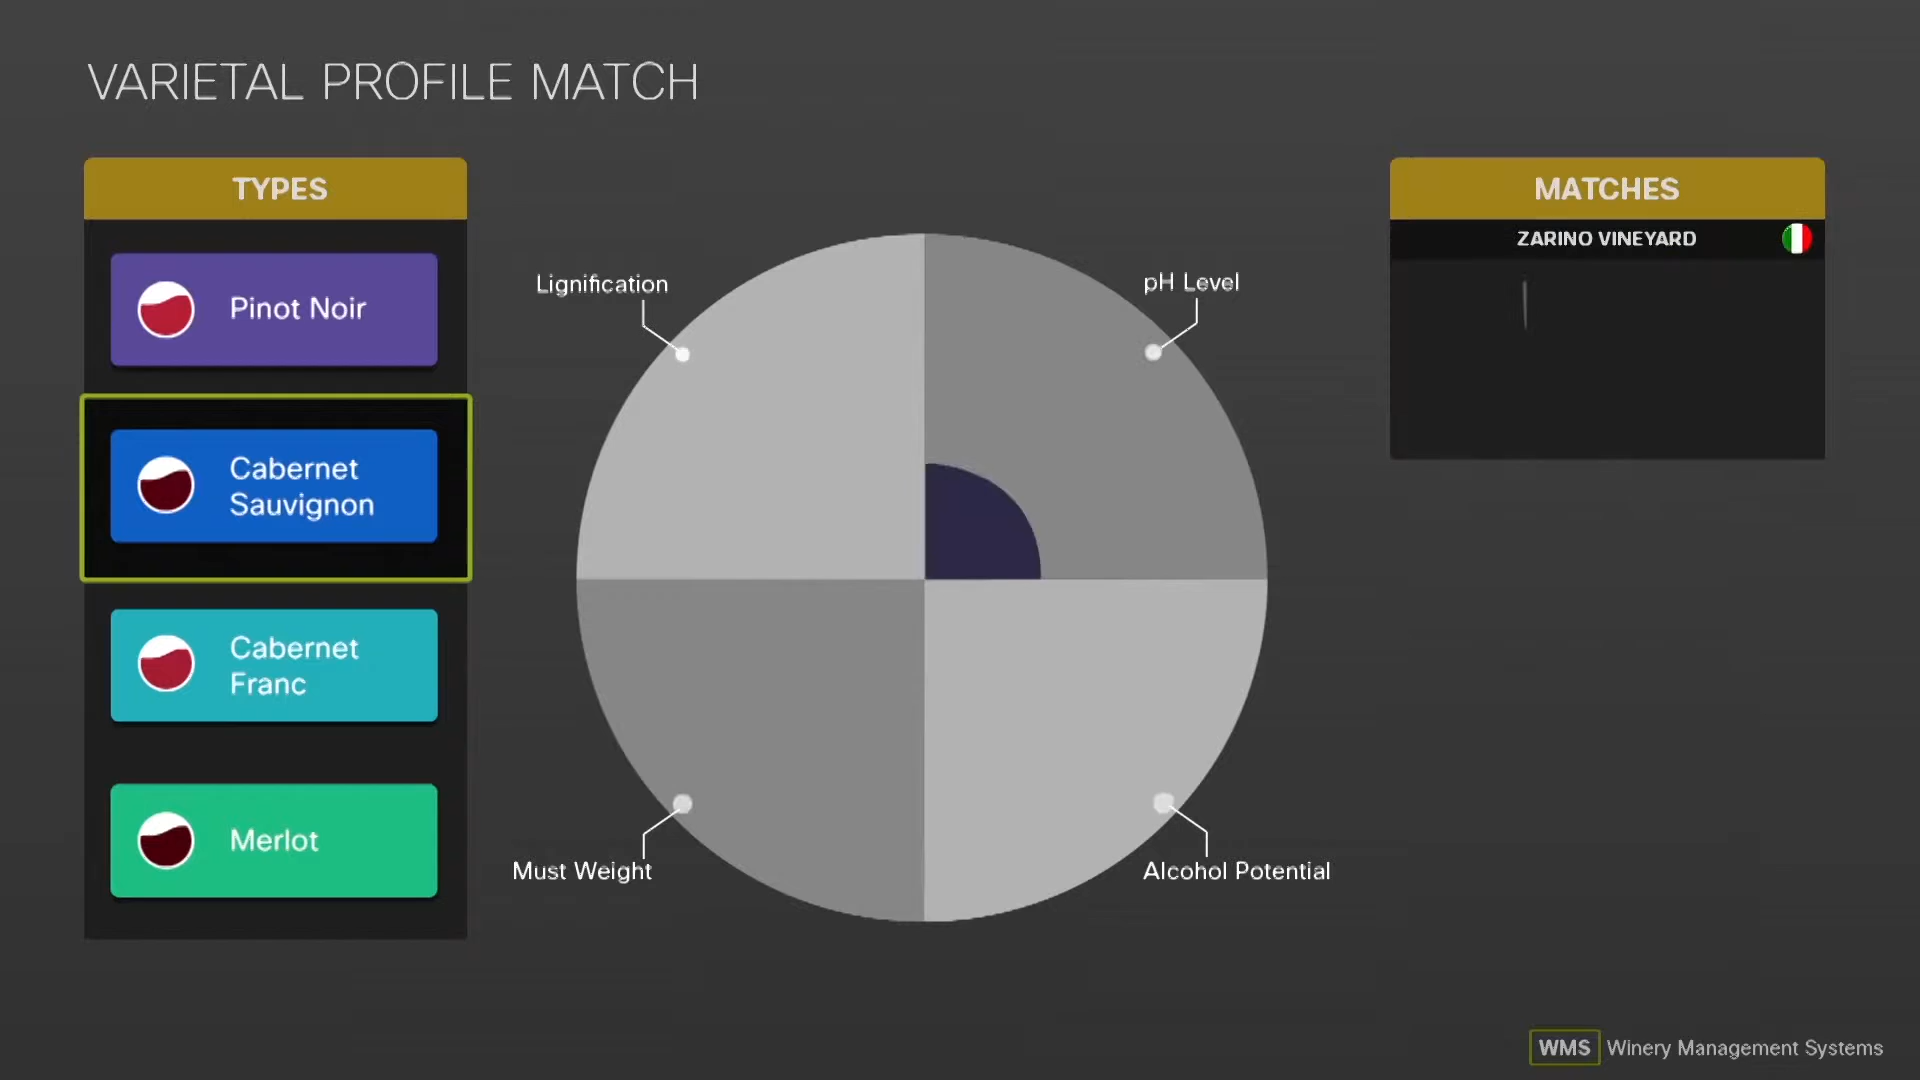 VARIETAL PROFILE MATCH
TYPES
Pinot Noir
Cabernet
Sauvignon
Cabernet
Franc
Merlot
Lignification
pH Level
Must Weight
Alcohol Potential
MATCHES
ZARINO VINEYARD
WMS Winery Management Systems